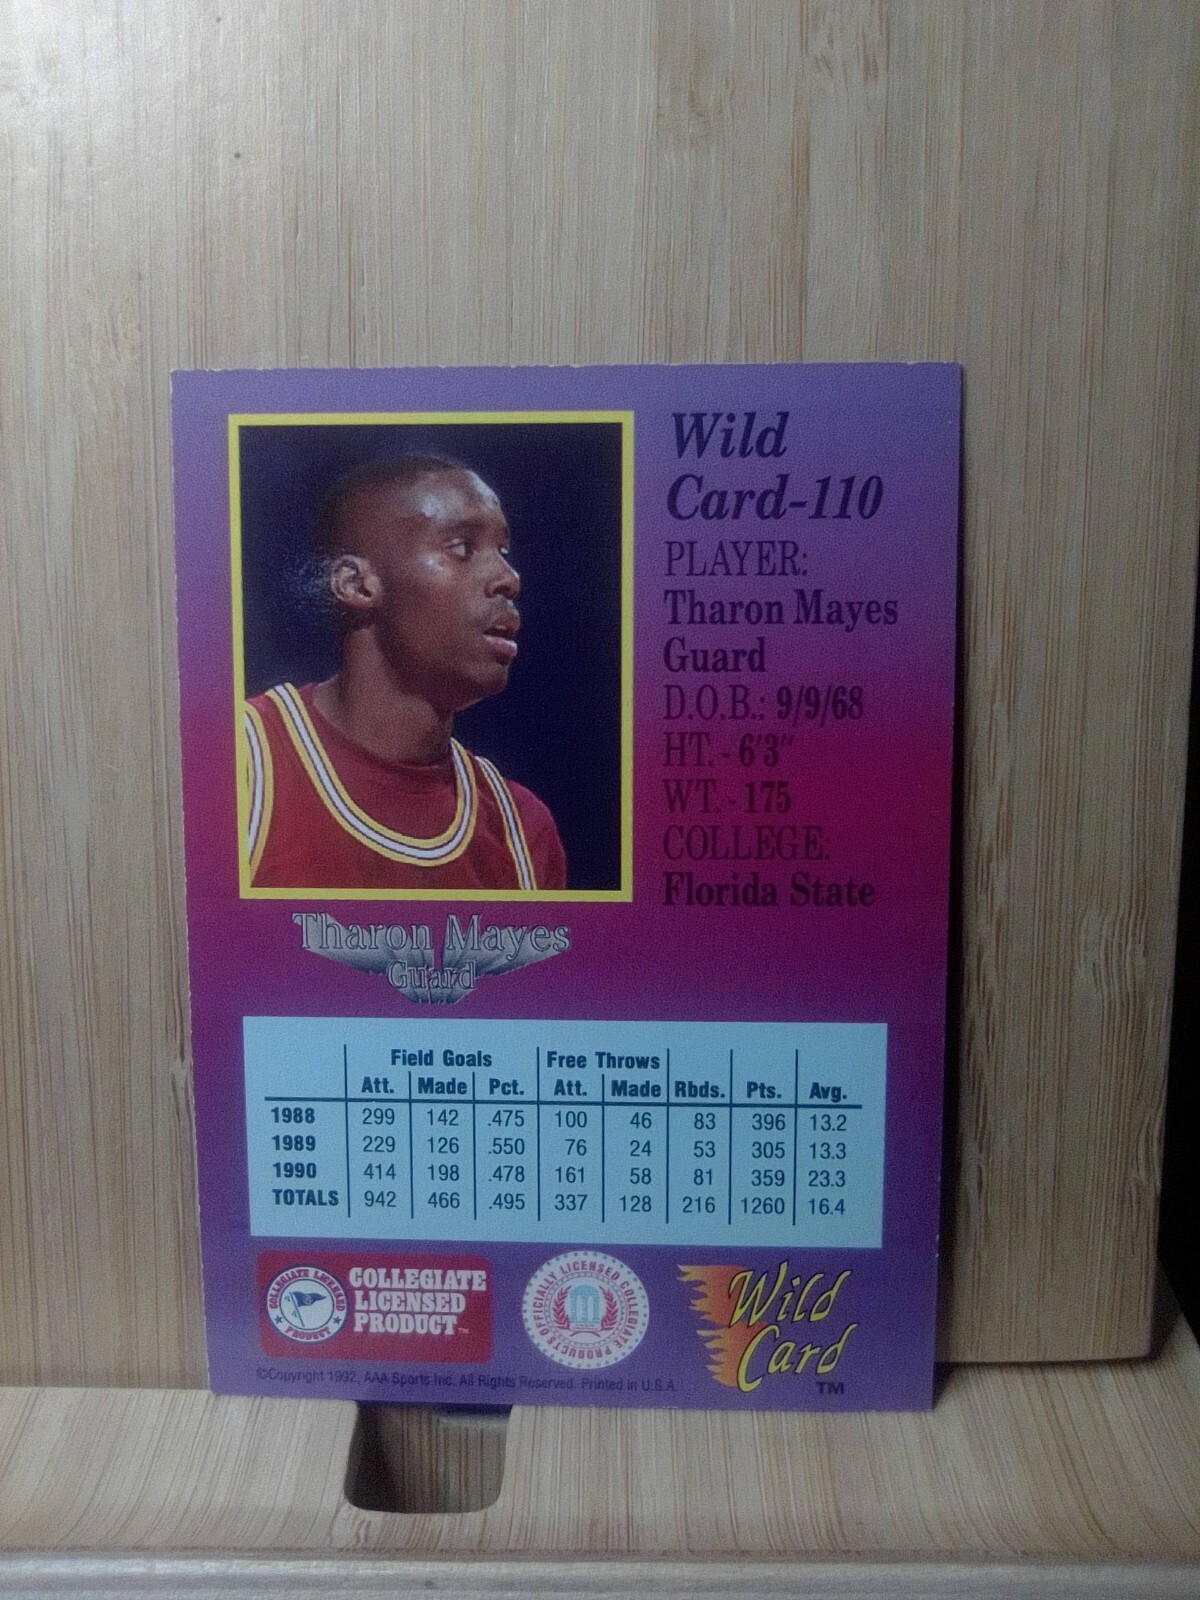 Wild
Card-110
PLAYER:
Tharon Mayes
Guard
D.O.B.: 9/9/68
HT. - 6'3"
WT. - 175
COLLEGE:
Florida State
Tharon Mayes
Guard
Field Goals Free Throws
Att. Made Pct. Att. Made Rbds. Pts. Avg.
1988 299 142 .475 100 46 83 396 13.2
1989 229 126 .550 76 24 53 305 13.3
1990 414 198 .478 161 58 81 359 23.3
TOTALS 942 466 .495 337 128 216 1260 16.4
COLLEGIATE LICENSED PRODUCT
COLLEGIATE
LICENSED
PRODUCT™
OFFICIALLY LICENSED COLLEGIATE PRODUCTS
Wild
Card
TM
©Copyright 1992, AAA Sports Inc. All Rights Reserved. Printed in U.S.A.